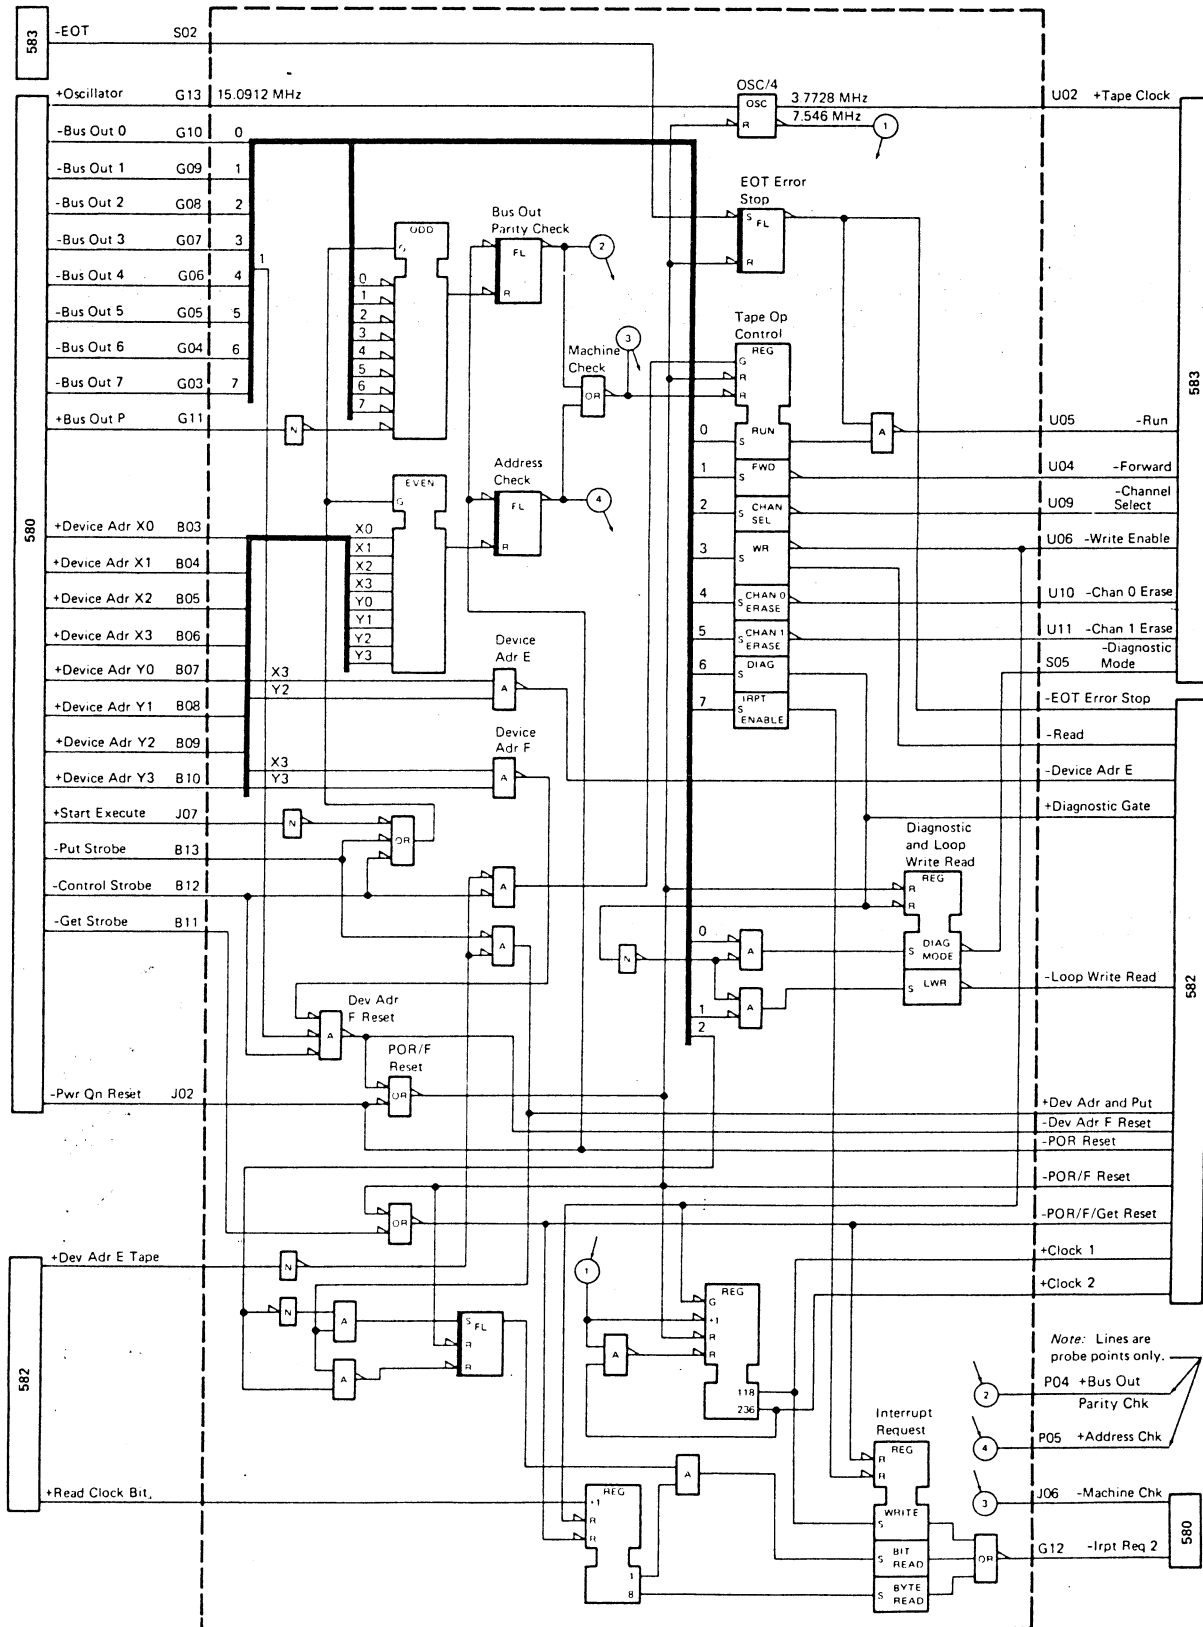 583
-EOT S02
+Oscillator G13 15.0912 MHz
OSC/4
OSC
R
3.7728 MHz
7.546 MHz
1
U02 +Tape Clock
-Bus Out 0 G10 0
-Bus Out 1 G09 1
-Bus Out 2 G08 2
-Bus Out 3 G07 3
-Bus Out 4 G06 4
-Bus Out 5 G05 5
-Bus Out 6 G04 6
-Bus Out 7 G03 7
+Bus Out P G11
N
1
ODD
G
0
1
2
3
4
5
6
7
Bus Out
Parity Check
FL
R
2
EOT Error
Stop
S FL
R
Machine
Check
OR
3
Tape Op
Control
REG
G
R
R
0
S RUN
1
S FWD
2
S CHAN
SEL
3
S WR
4
S CHAN 0
ERASE
5
S CHAN 1
ERASE
6
S DIAG
7
IRPT
S
ENABLE
A
583
U05 -Run
U04 -Forward
-Channel
U09 Select
U06 -Write Enable
U10 -Chan 0 Erase
U11 -Chan 1 Erase
-Diagnostic
S05 Mode
Address
Check
FL
R
4
EVEN
G
X0
X1
X2
X3
Y0
Y1
Y2
Y3
580
+Device Adr X0 B03
+Device Adr X1 B04
+Device Adr X2 B05
+Device Adr X3 B06
+Device Adr Y0 B07
+Device Adr Y1 B08
+Device Adr Y2 B09
+Device Adr Y3 B10
X3
Y2
Device
Adr E
A
X3
Y3
Device
Adr F
A
-EOT Error Stop
-Read
-Device Adr E
+Diagnostic Gate
+Start Execute J07
-Put Strobe B13
-Control Strobe B12
-Get Strobe B11
N
OR
A
A
Diagnostic
and Loop
Write Read
REG
R
R
S DIAG
MODE
S LWR
0
N
A
1
A
2
-Loop Write Read
582
Dev Adr
F Reset
A
POR/F
Reset
OR
-Pwr On Reset J02
+Dev Adr and Put
-Dev Adr F Reset
-POR Reset
-POR/F Reset
-POR/F/Get Reset
+Clock 1
+Clock 2
OR
+Dev Adr E Tape
N
N
A
A
S FL
R
R
1
A
REG
G
+1
R
R
118
236
Note: Lines are
probe points only.
2
P04 +Bus Out
Parity Chk
4
P05 +Address Chk
3
J06 -Machine Chk
G12 -Irpt Req 2
580
582
+Read Clock Bit
REG
+1
R
R
1
8
A
Interrupt
Request
REG
R
R
WRITE
S
S BIT
READ
S BYTE
READ
OR